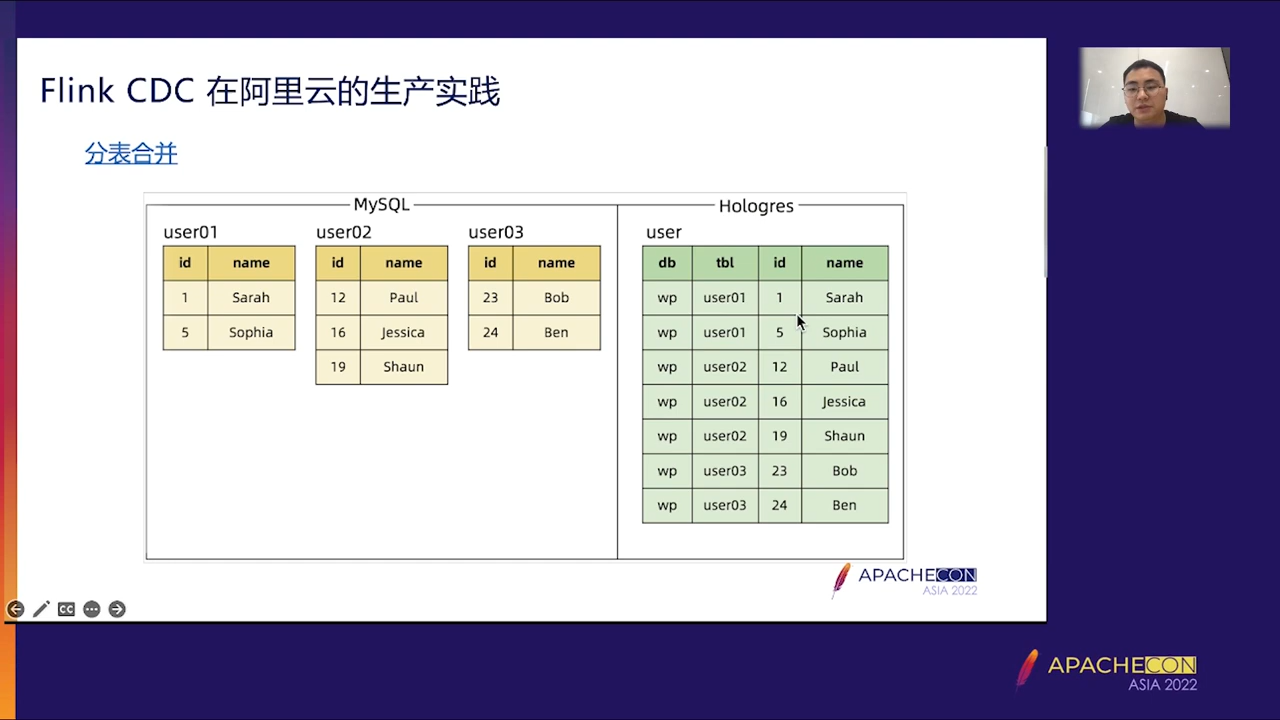 Flink CDC 在阿里云的生产实践
分表合并
MySQL
user01
id name
1 Sarah
5 Sophia
user02
id name
12 Paul
16 Jessica
19 Shaun
user03
id name
23 Bob
24 Ben
Hologres
user
db tbl id name
wp user01 1 Sarah
wp user01 5 Sophia
wp user02 12 Paul
wp user02 16 Jessica
wp user02 19 Shaun
wp user03 23 Bob
wp user03 24 Ben
APACHECON
ASIA 2022
CC
APACHECON
ASIA 2022